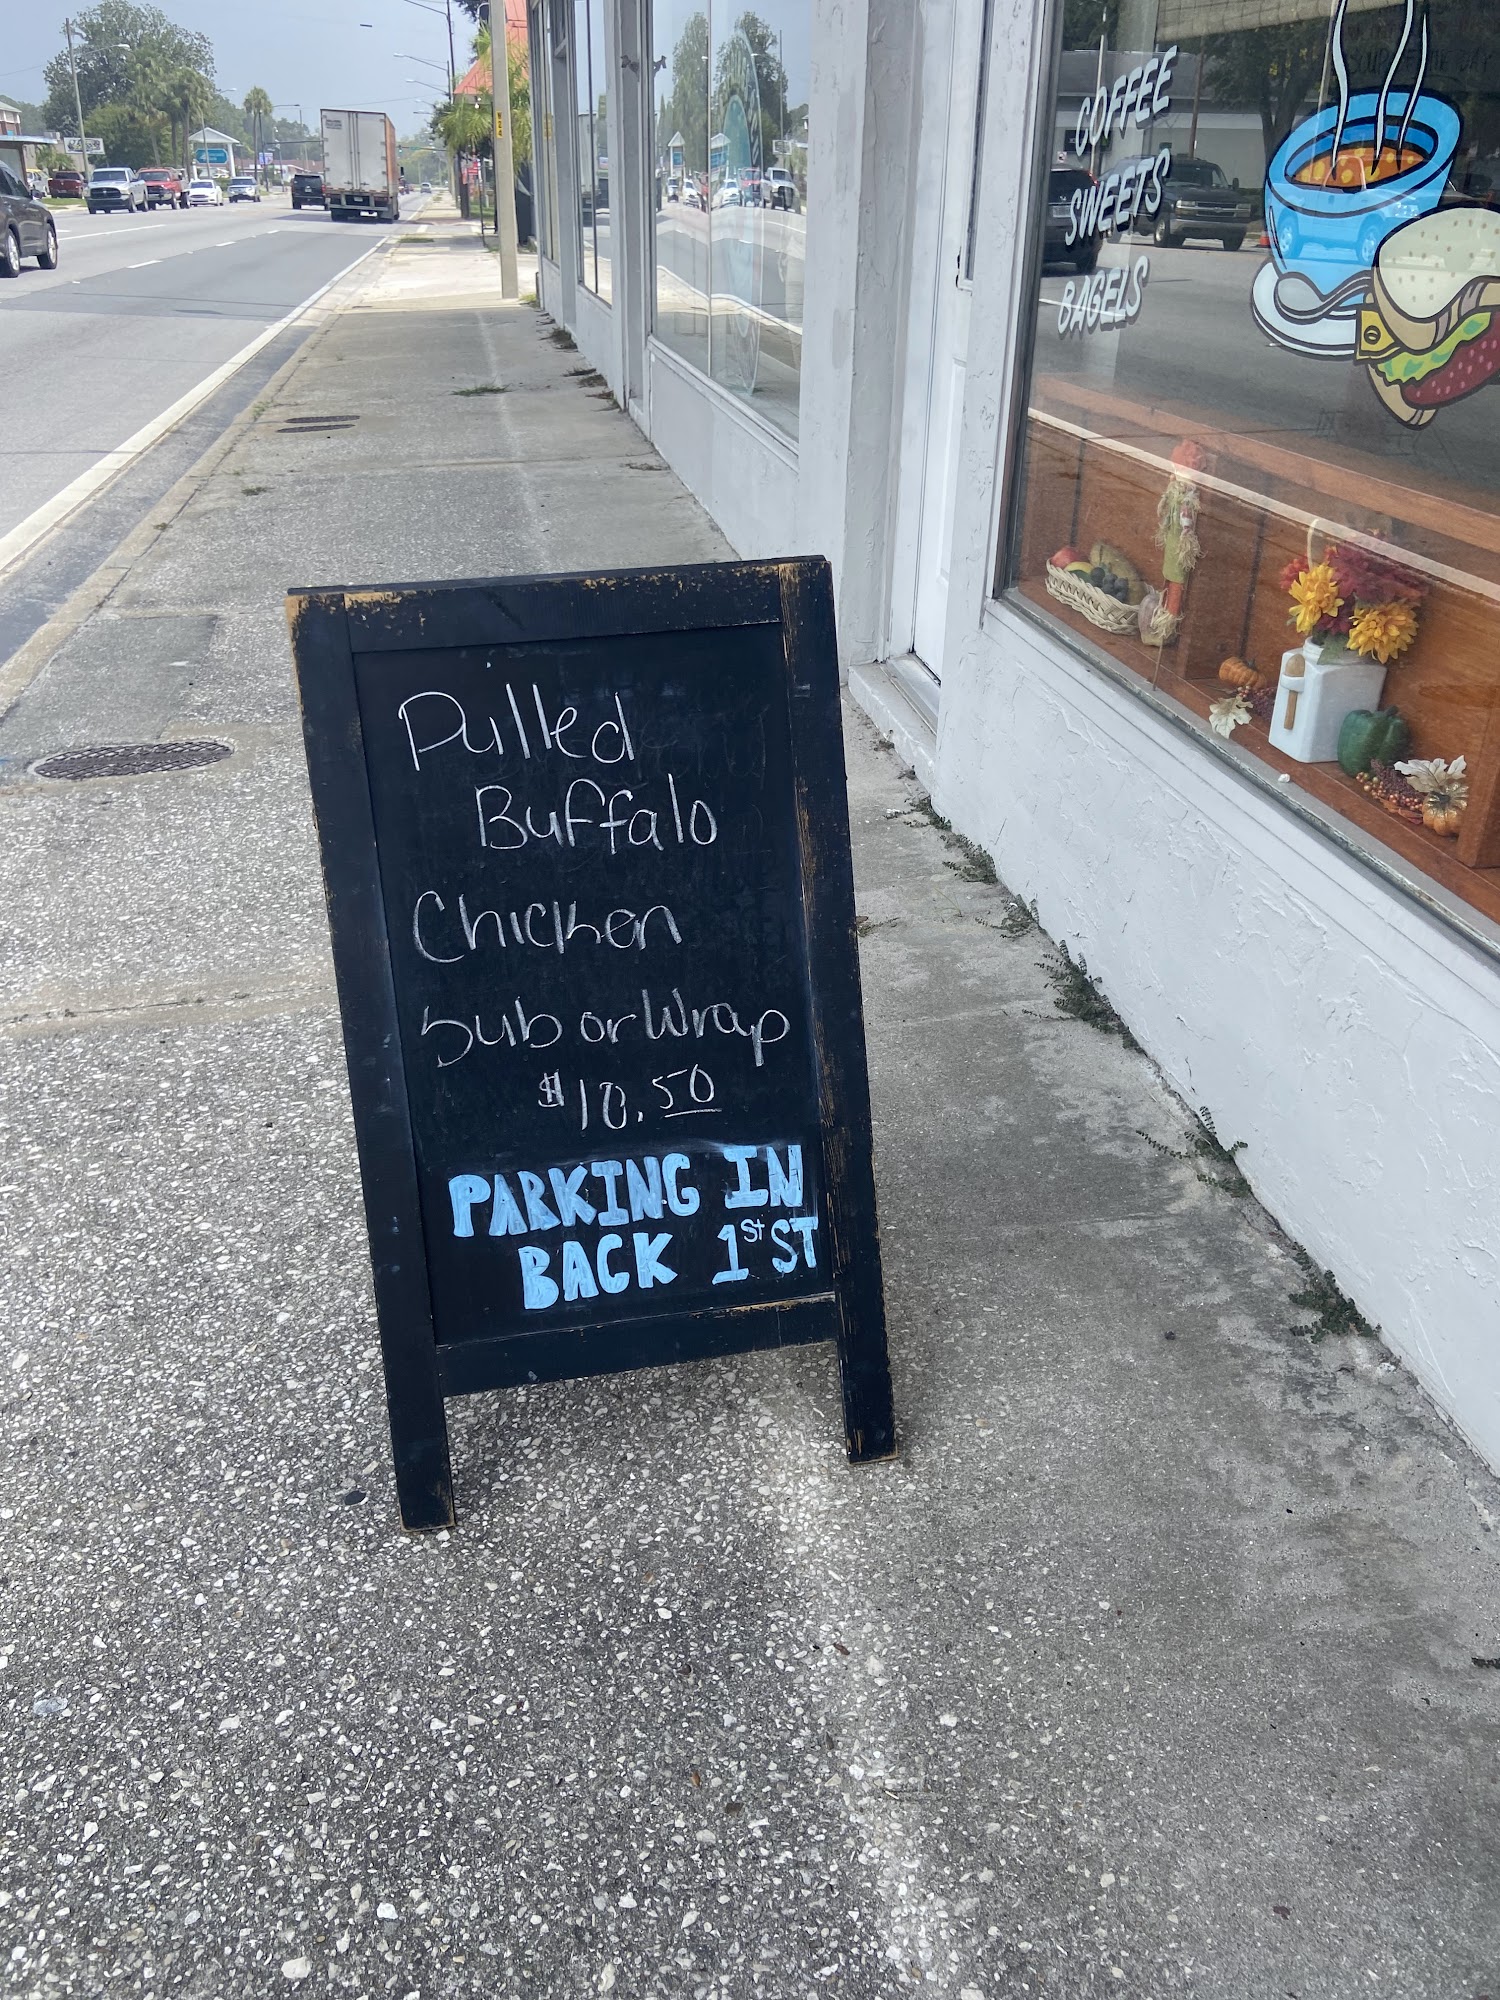 Pulled
Buffalo
Chicken
Sub or Wrap
$10.50
PARKING IN
BACK 1st ST
COFFEE
SWEETS
BAGELS